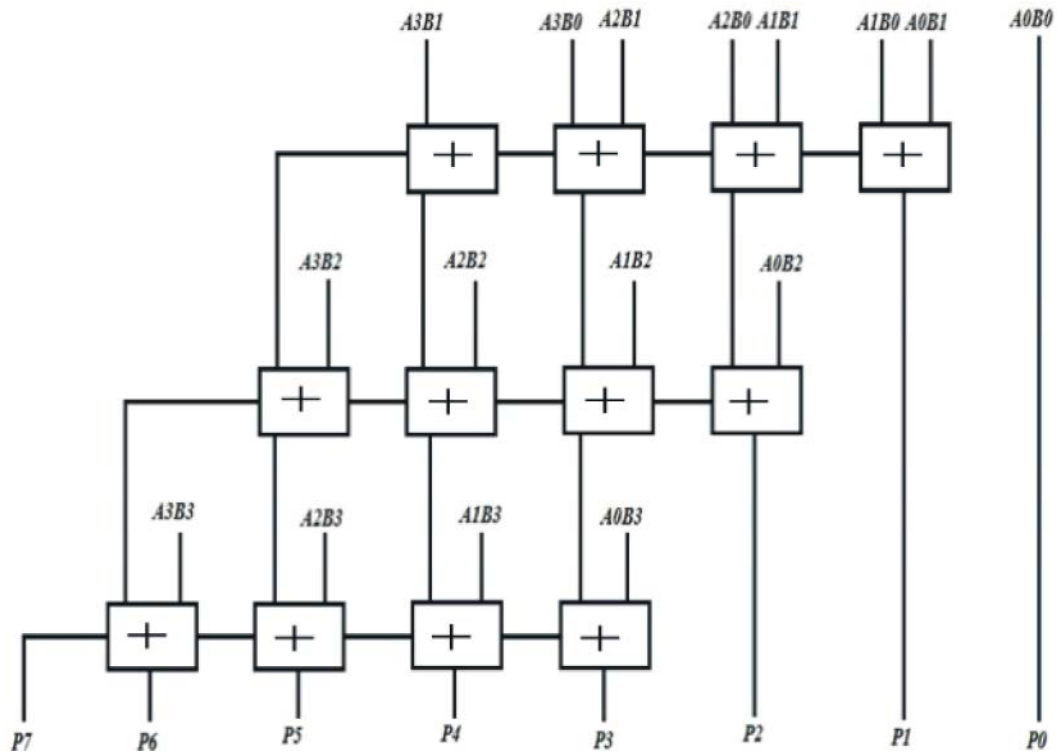 A3B1 A3B0 A2B1 A2B0 A1B1 A1B0 A0B1 A0B0
+ + + +
A3B2 A2B2 A1B2 A0B2
+ + + +
A3B3 A2B3 A1B3 A0B3
+ + + +
P7 P6 P5 P4 P3 P2 P1 P0